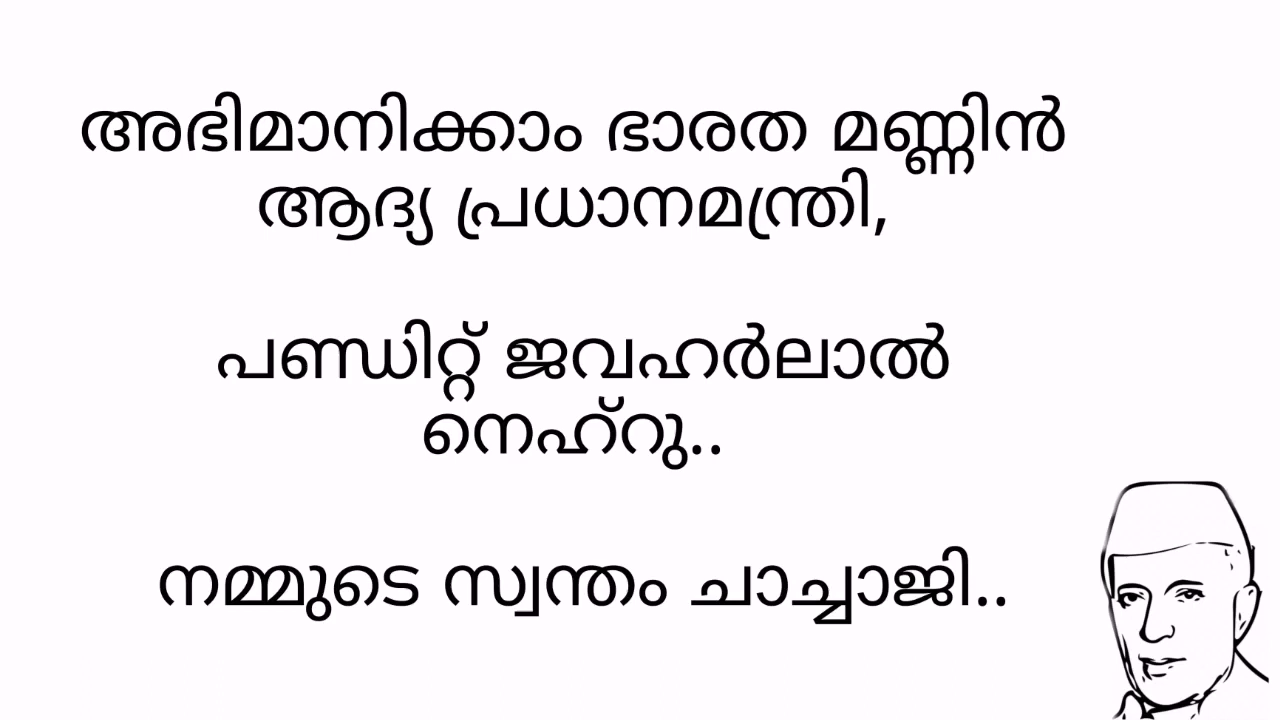 അഭിമാനിക്കാം ഭാരത മണ്ണിൻ
ആദ്യ പ്രധാനമന്ത്രി,
പണ്ഡിറ്റ് ജവഹർലാൽ
നെഹ്റു..
നമ്മുടെ സ്വന്തം ചാച്ചാജി..